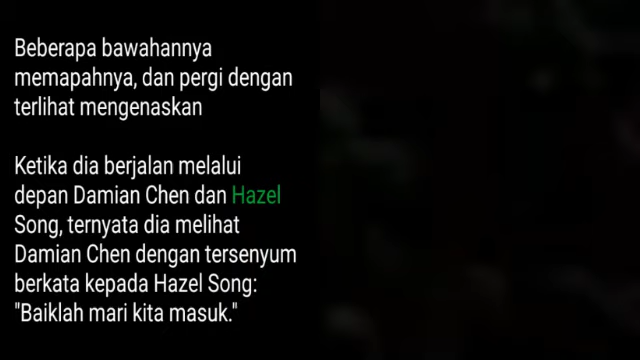 Beberapa bawahannya
memapahnya, dan pergi dengan
terlihat mengenaskan
Ketika dia berjalan melalui
depan Damian Chen dan Hazel
Song, ternyata dia melihat
Damian Chen dengan tersenyum
berkata kepada Hazel Song:
"Baiklah mari kita masuk."